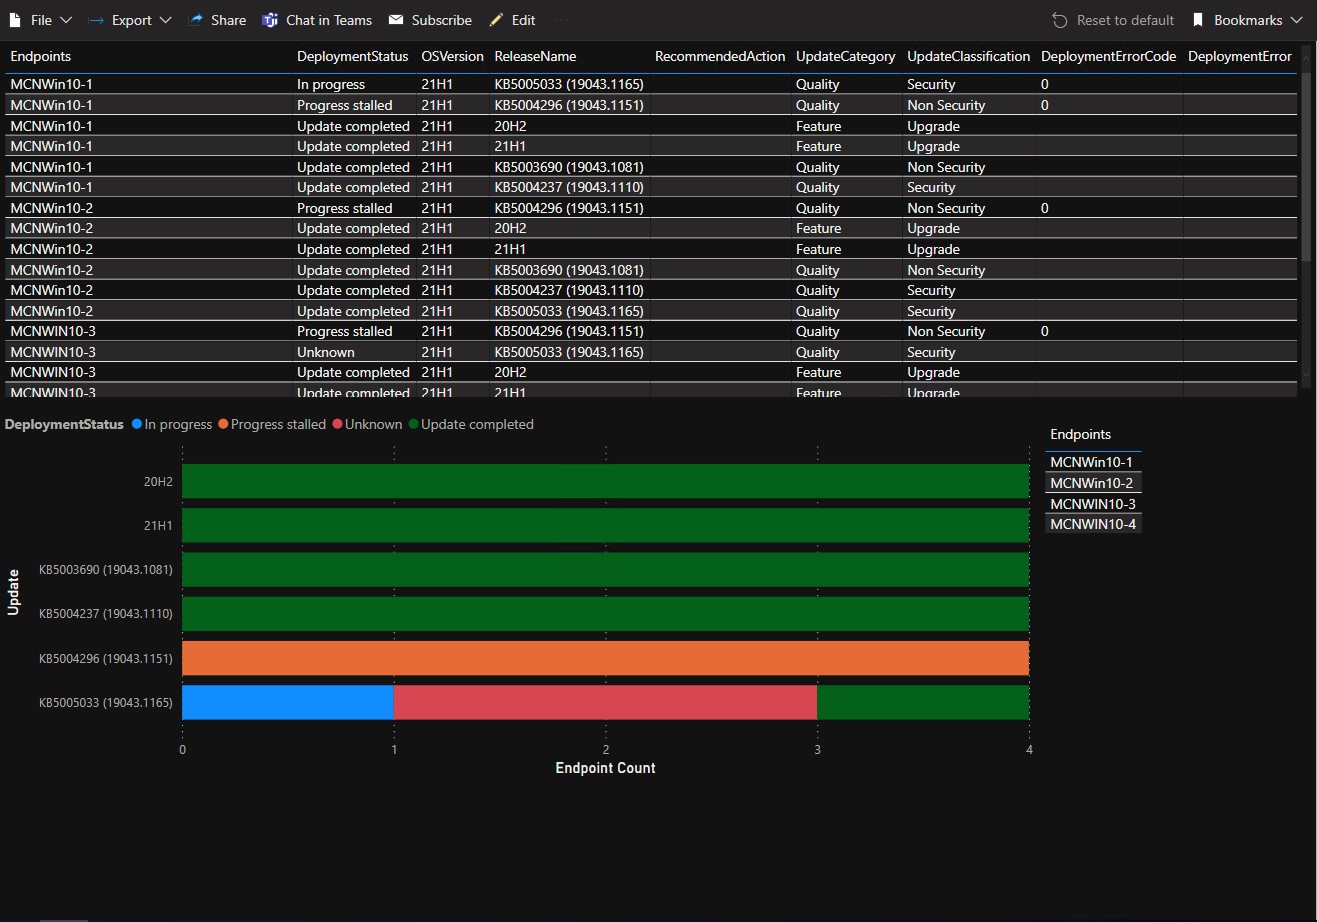 File Export Share Chat in Teams Subscribe Edit Reset to default Bookmarks
Endpoints DeploymentStatus OSVersion ReleaseName RecommendedAction UpdateCategory UpdateClassification DeploymentErrorCode DeploymentError
MCNWin10-1 In progress 21H1 KB5005033 (19043.1165) Quality Security 0
MCNWin10-1 Progress stalled 21H1 KB5004296 (19043.1151) Quality Non Security 0
MCNWin10-1 Update completed 21H1 20H2 Feature Upgrade
MCNWin10-1 Update completed 21H1 21H1 Feature Upgrade
MCNWin10-1 Update completed 21H1 KB5003690 (19043.1081) Quality Non Security
MCNWin10-1 Update completed 21H1 KB5004237 (19043.1110) Quality Security
MCNWin10-2 Progress stalled 21H1 KB5004296 (19043.1151) Quality Non Security 0
MCNWin10-2 Update completed 21H1 20H2 Feature Upgrade
MCNWin10-2 Update completed 21H1 21H1 Feature Upgrade
MCNWin10-2 Update completed 21H1 KB5003690 (19043.1081) Quality Non Security
MCNWin10-2 Update completed 21H1 KB5004237 (19043.1110) Quality Security
MCNWin10-2 Update completed 21H1 KB5005033 (19043.1165) Quality Security
MCNWIN10-3 Progress stalled 21H1 KB5004296 (19043.1151) Quality Non Security 0
MCNWIN10-3 Unknown 21H1 KB5005033 (19043.1165) Quality Security
MCNWIN10-3 Update completed 21H1 20H2 Feature Upgrade
MCNWIN10-3 Update completed 21H1 21H1 Feature Upgrade
DeploymentStatus In progress Progress stalled Unknown Update completed
Update
20H2
21H1
KB5003690 (19043.1081)
KB5004237 (19043.1110)
KB5004296 (19043.1151)
KB5005033 (19043.1165)
0 1 2 3 4
Endpoint Count
Endpoints
MCNWin10-1
MCNWin10-2
MCNWIN10-3
MCNWIN10-4